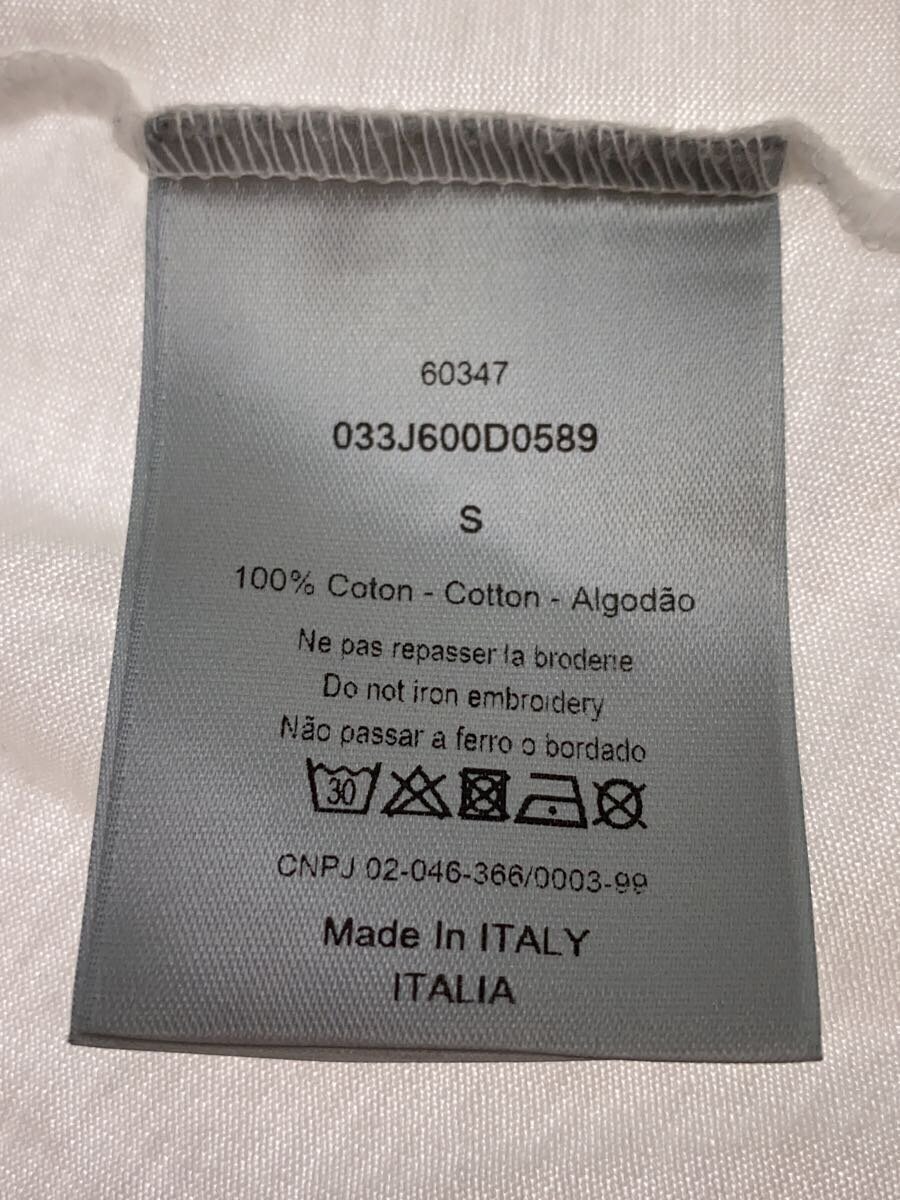 60347
033J600D0589
S
100% Coton - Cotton - Algodão
Ne pas repasser la broderie
Do not iron embroidery
Não passar a ferro o bordado
30
CNPJ 02-046-366/0003-99
Made In ITALY
ITALIA